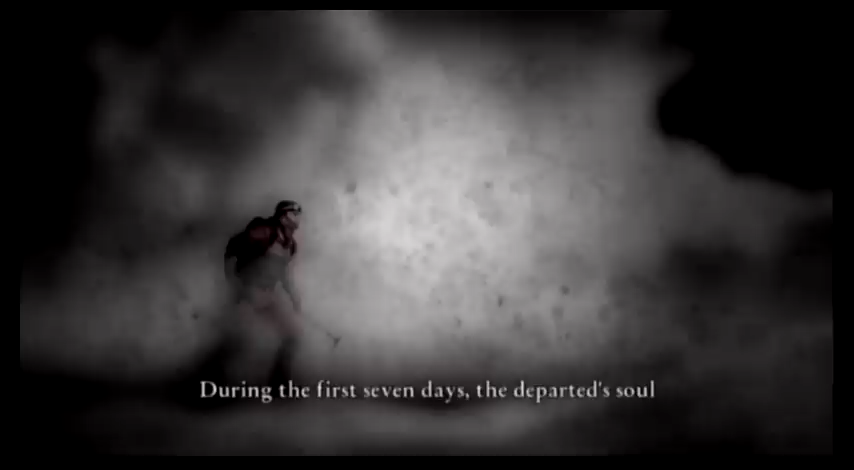 During the first seven days, the departed's soul